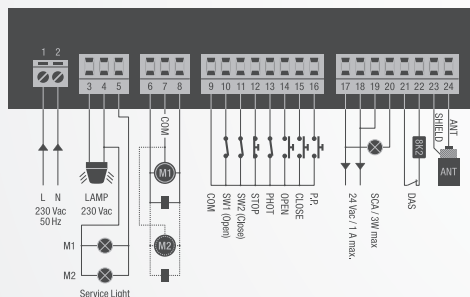 1 2
3 4 5
6 7 8
9 10 11 12 13 14 15 16
17 18 19 20
21 22
23 24
COM
8K2
SHIELD
ANT
ANT
M1
M2
L N
230 Vac
50 Hz
LAMP
230 Vac
M1
M2
Service Light
COM
SW1 (Open)
SW2 (Close)
STOP
PHOT
OPEN
CLOSE
P.P.
24 Vac / 1 A max.
SCA / 3W max
DAS